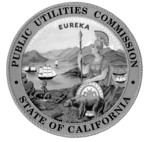 PUBLIC UTILITIES COMMISSION
EUREKA
STATE OF CALIFORNIA